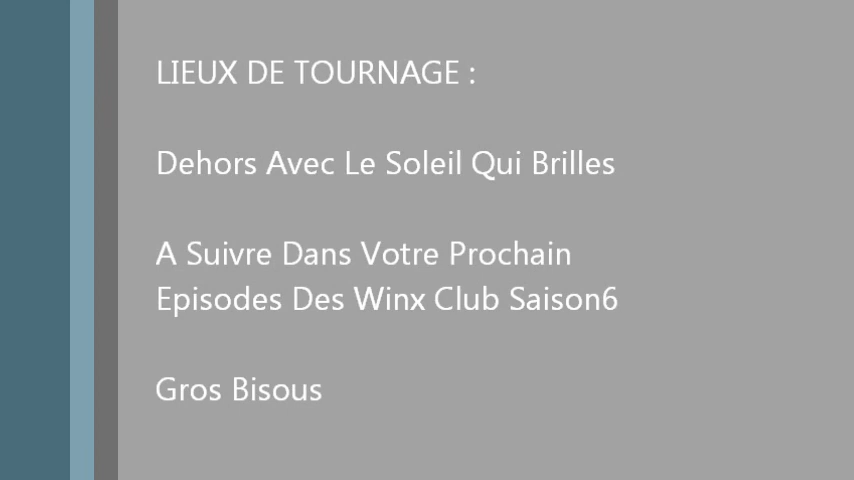 LIEUX DE TOURNAGE :
Dehors Avec Le Soleil Qui Brilles
A Suivre Dans Votre Prochain
Episodes Des Winx Club Saison6
Gros Bisous